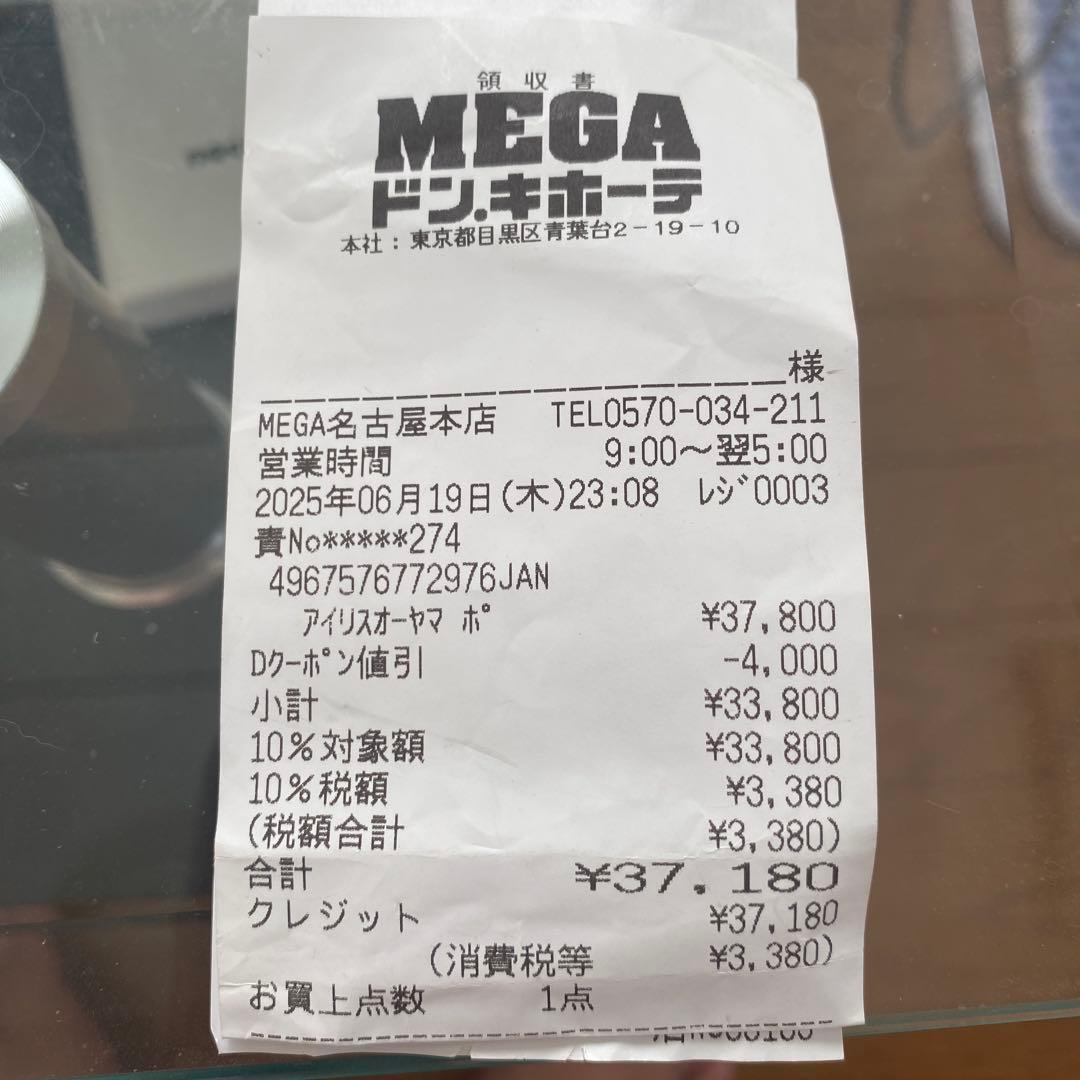 領収書
MEGA
ドン.キホーテ
本社：東京都目黒区青葉台2-19-10
様
MEGA名古屋本店 TEL0570-034-211
営業時間 9:00～翌5:00
2025年06月19日(木)23:08 ﾚｼﾞ0003
責No*****274
4967576772976JAN
ｱｲﾘｽｵｰﾔﾏ ﾎﾟ ¥37,800
Dｸｰﾎﾟﾝ値引 -4,000
小計 ¥33,800
10%対象額 ¥33,800
10%税額 ¥3,380
(税額合計 ¥3,380)
合計 ¥37,180
クレジット ¥37,180
(消費税等 ¥3,380)
お買上点数 1点